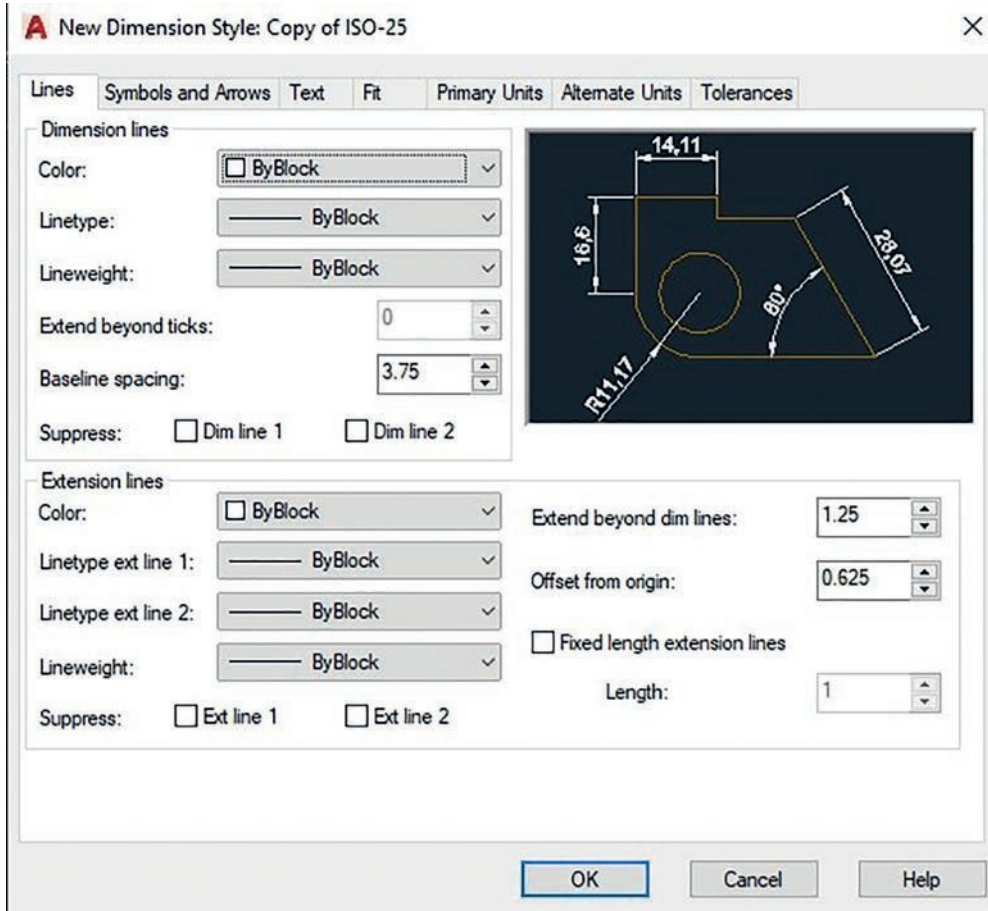 New Dimension Style: Copy of ISO-25
Lines Symbols and Arrows Text Fit Primary Units Alternate Units Tolerances
Dimension lines
Color: ByBlock
Linetype: ByBlock
Lineweight: ByBlock
Extend beyond ticks: 0
Baseline spacing: 3.75
Suppress: Dim line 1 Dim line 2
14,11
16,6
28,07
60°
R11,17
Extension lines
Color: ByBlock
Linetype ext line 1: ByBlock
Linetype ext line 2: ByBlock
Lineweight: ByBlock
Suppress: Ext line 1 Ext line 2
Extend beyond dim lines: 1.25
Offset from origin: 0.625
Fixed length extension lines
Length: 1
OK Cancel Help